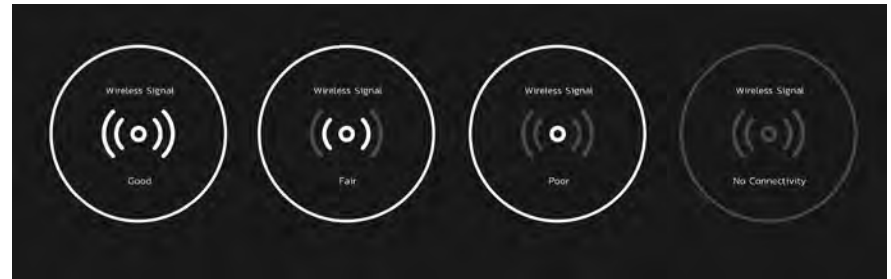 Wireless Signal
Good
Wireless Signal
Fair
Wireless Signal
Poor
Wireless Signal
No Connectivity